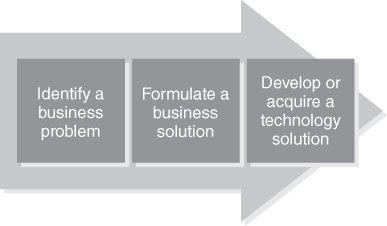 Identify a
business
problem
Formulate a
business
solution
Develop or
acquire a
technology
solution